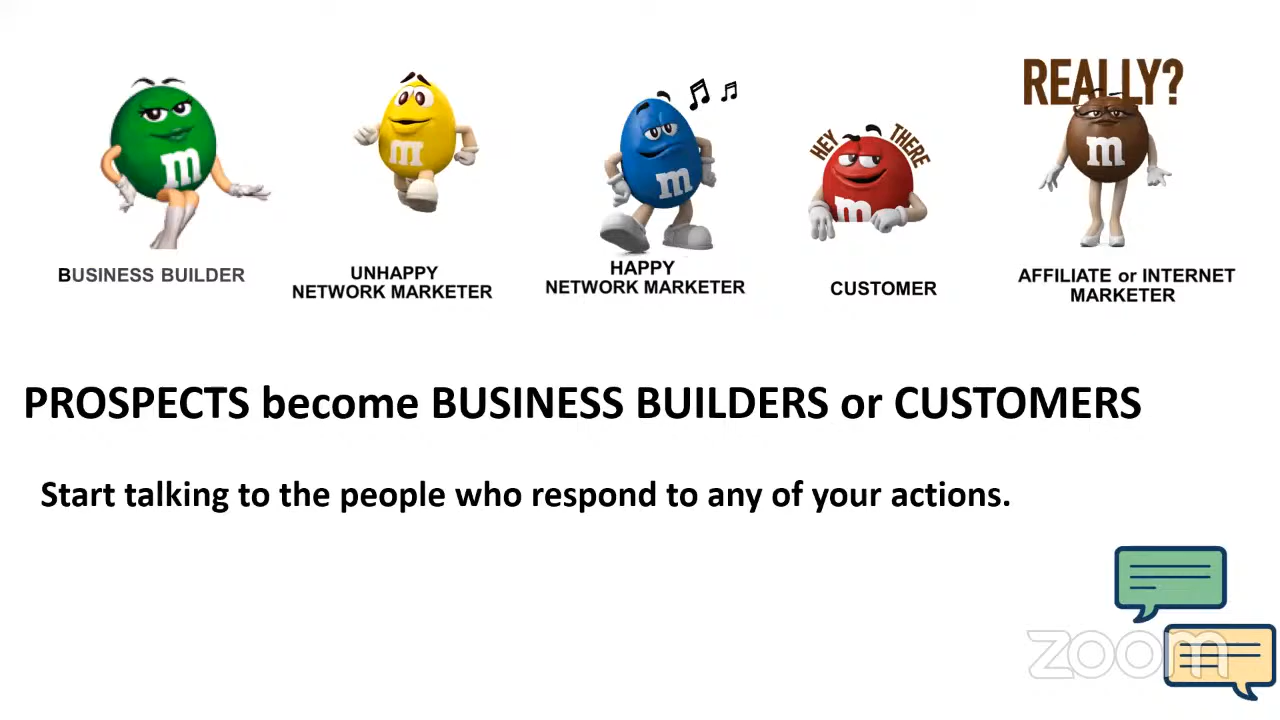 REALLY?
HEY THERE
m
m
m
m
m
BUSINESS BUILDER
UNHAPPY
NETWORK MARKETER
HAPPY
NETWORK MARKETER
CUSTOMER
AFFILIATE or INTERNET
MARKETER
PROSPECTS become BUSINESS BUILDERS or CUSTOMERS
Start talking to the people who respond to any of your actions.
zoom